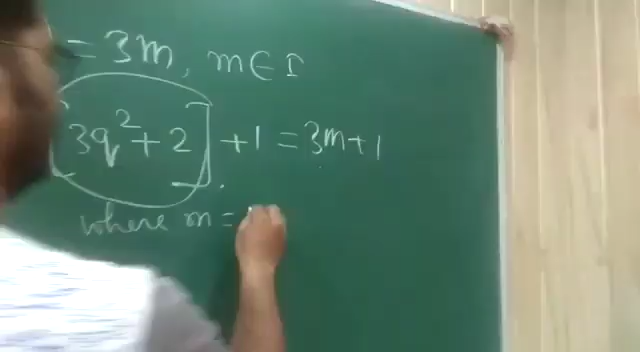 = 3m, m ∈ I
[3q² + 2] + 1 = 3m + 1
where m =